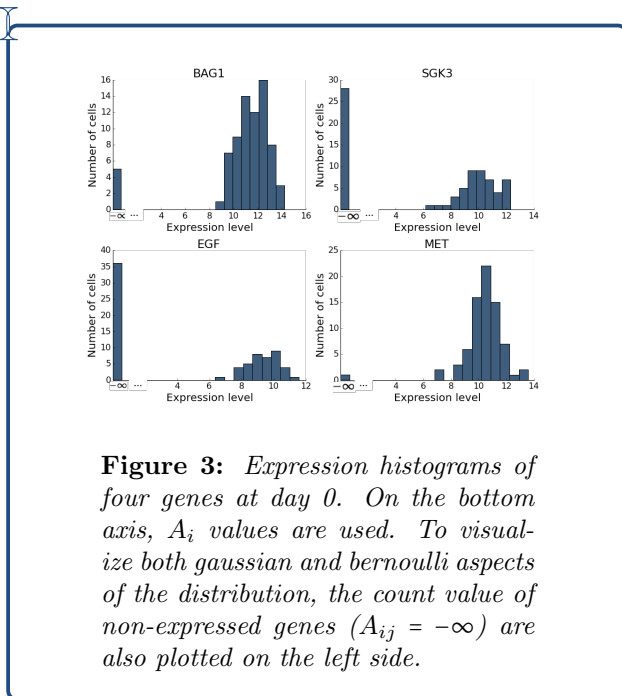 BAG1
Number of cells
16
14
12
10
8
6
4
2
0
−∞ ... 4 6 8 10 12 14 16
Expression level
SGK3
Number of cells
30
25
20
15
10
5
0
−∞ ... 4 6 8 10 12 14
Expression level
EGF
Number of cells
40
35
30
25
20
15
10
5
0
−∞ ... 4 6 8 10 12
Expression level
MET
Number of cells
25
20
15
10
5
0
−∞ ... 4 6 8 10 12 14
Expression level
Figure 3: Expression histograms of
four genes at day 0. On the bottom
axis, A_i values are used. To visual-
ize both gaussian and bernoulli aspects
of the distribution, the count value of
non-expressed genes (A_{ij} = −∞) are
also plotted on the left side.